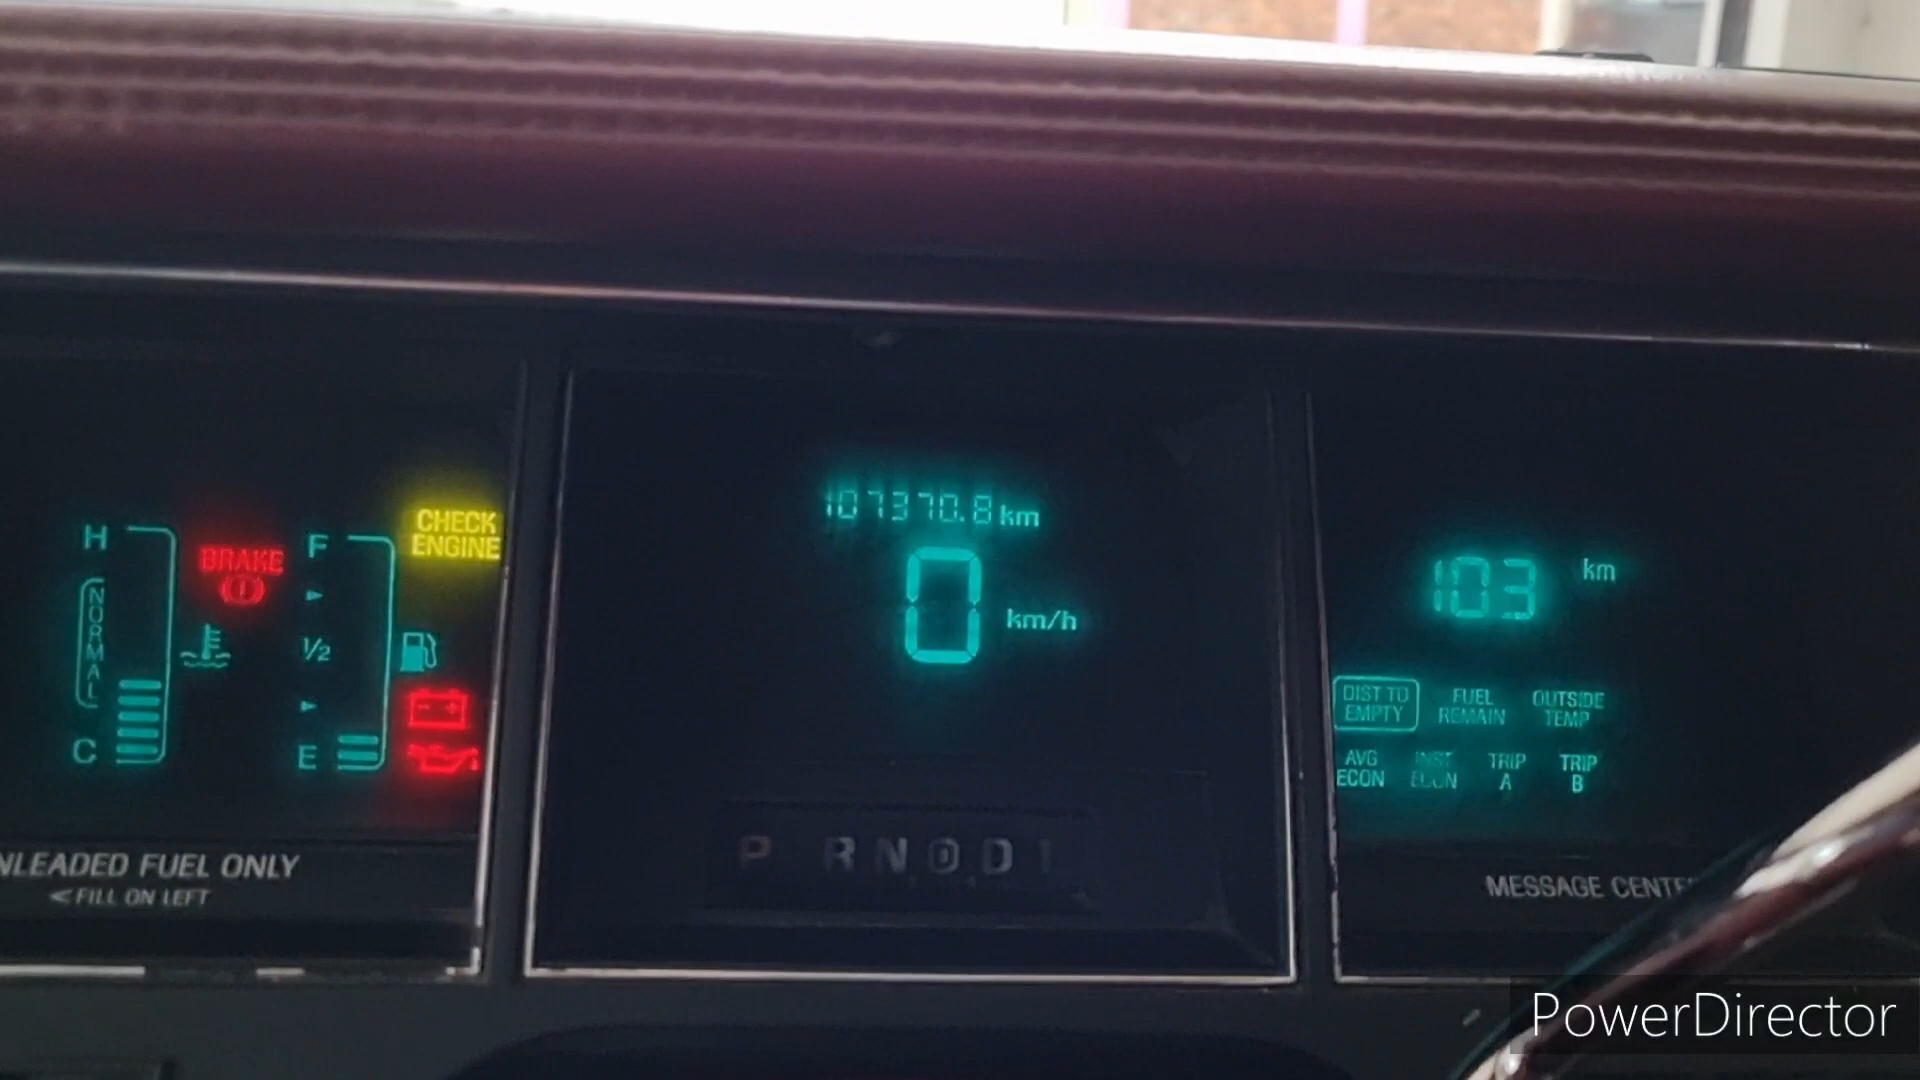 H
NORMAL
C
BRAKE
F
1/2
E
CHECK
ENGINE
NLEADED FUEL ONLY
<FILL ON LEFT
107370.8 km
0 km/h
P R N D D 1
103 km
DIST TO
EMPTY
FUEL
REMAIN
OUTSIDE
TEMP
AVG
ECON
INST
ECON
TRIP
A
TRIP
B
MESSAGE CENTE
PowerDirector